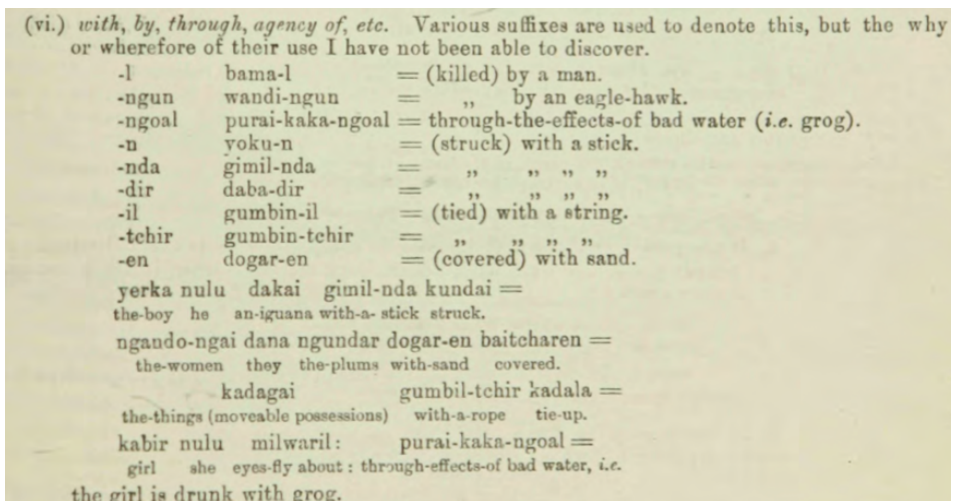 (vi.) with, by, through, agency of, etc. Various suffixes are used to denote this, but the why
or wherefore of their use I have not been able to discover.
-l bama-l = (killed) by a man.
-ngun wandi-ngun = „ by an eagle-hawk.
-ngoal purai-kaka-ngoal = through-the-effects-of bad water (i.e. grog).
-n yoku-n = (struck) with a stick.
-nda gimil-nda = „ „ „ „
-dir daba-dir = „ „ „ „
-il gumbin-il = (tied) with a string.
-tchir gumbin-tchir = „ „ „ „
-en dogar-en = (covered) with sand.
yerka nulu dakai gimil-nda kundai =
the-boy he an-iguana with-a- stick struck.
ngando-ngai dana ngundar dogar-en baitcharen =
the-women they the-plums with-sand covered.
kadagai gumbil-tchir kadala =
the-things (moveable possessions) with-a-rope tie-up.
kabir nulu milwaril: purai-kaka-ngoal =
girl she eyes-fly about: through-effects-of bad water, i.e.
the girl is drunk with grog.